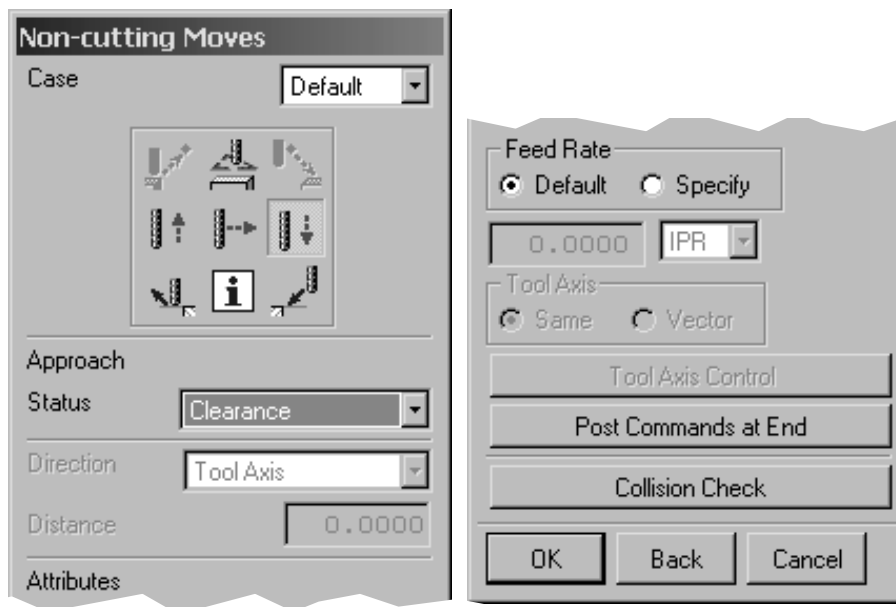 Non-cutting Moves
Case Default
i
Approach
Status Clearance
Direction Tool Axis
Distance 0.0000
Attributes
Feed Rate
Default Specify
0.0000 IPR
Tool Axis
Same Vector
Tool Axis Control
Post Commands at End
Collision Check
OK Back Cancel